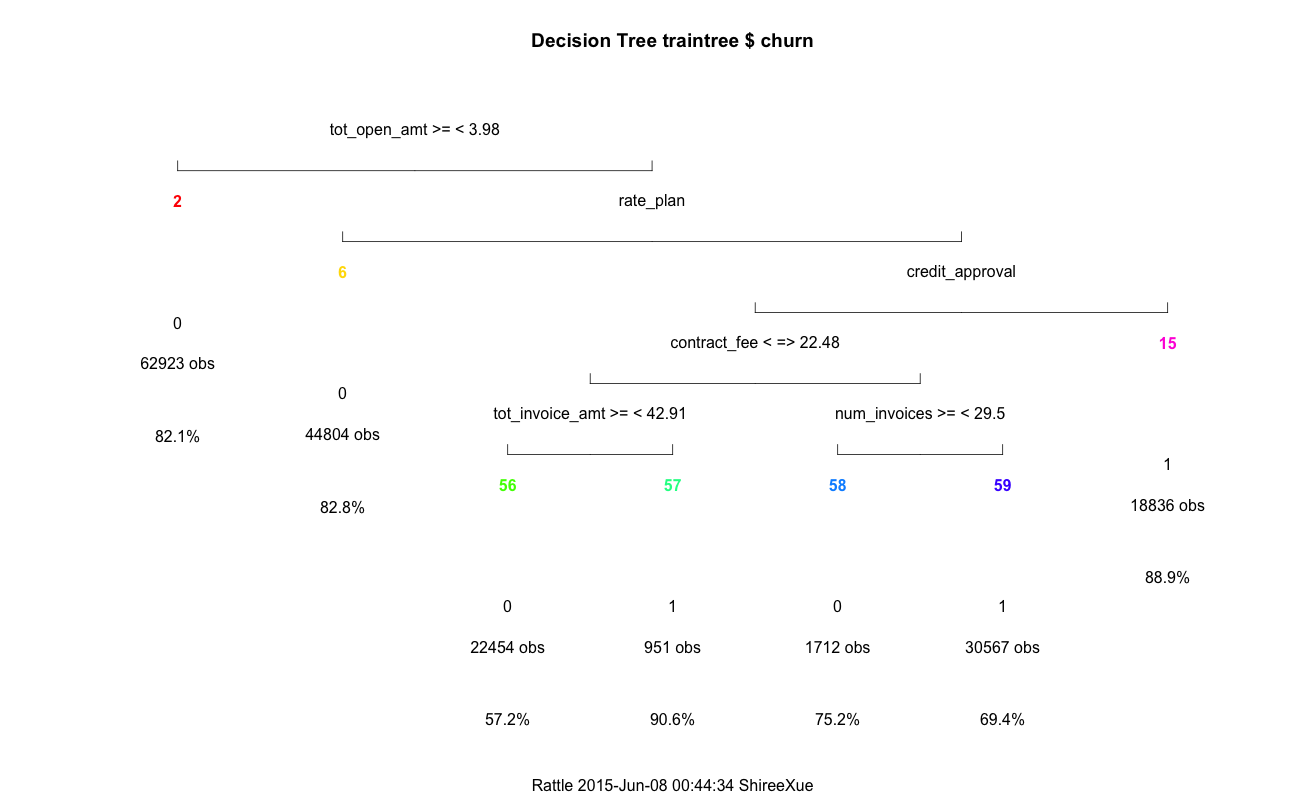 Decision Tree traintree $ churn
tot_open_amt >= < 3.98
2
rate_plan
6
credit_approval
0
contract_fee < => 22.48
15
62923 obs
0
tot_invoice_amt >= < 42.91
num_invoices >= < 29.5
82.1%
44804 obs
1
56
57
58
59
82.8%
18836 obs
88.9%
0
1
0
1
22454 obs
951 obs
1712 obs
30567 obs
57.2%
90.6%
75.2%
69.4%
Rattle 2015-Jun-08 00:44:34 ShireeXue